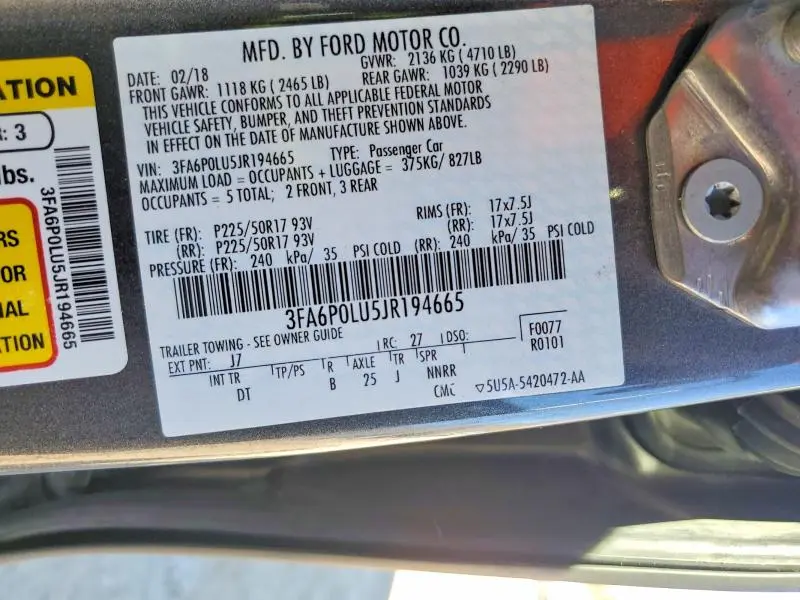 MFD. BY FORD MOTOR CO.
DATE: 02/18 GVWR: 2136 KG ( 4710 LB)
FRONT GAWR: 1118 KG ( 2465 LB) REAR GAWR: 1039 KG ( 2290 LB)
THIS VEHICLE CONFORMS TO ALL APPLICABLE FEDERAL MOTOR
VEHICLE SAFETY, BUMPER, AND THEFT PREVENTION STANDARDS
IN EFFECT ON THE DATE OF MANUFACTURE SHOWN ABOVE.
VIN: 3FA6P0LU5JR194665 TYPE: Passenger Car
MAXIMUM LOAD = OCCUPANTS + LUGGAGE = 375KG/ 827LB
OCCUPANTS = 5 TOTAL; 2 FRONT, 3 REAR
TIRE (FR): P225/50R17 93V RIMS (FR): 17x7.5J
(RR): P225/50R17 93V (RR): 17x7.5J
PRESSURE (FR): 240 kPa/ 35 PSI COLD (RR): 240 kPa/ 35 PSI COLD
3FA6P0LU5JR194665
TRAILER TOWING - SEE OWNER GUIDE
EXT PNT: J7 RC: 27 DSO: F0077
R0101
INT TR TP/PS R AXLE TR SPR
DT B 25 J NNRR
CMC ▽5U5A-5420472-AA
ATION
: 3
lbs.
RS
OR
IAL
ATION
3FA6P0LU5JR194665